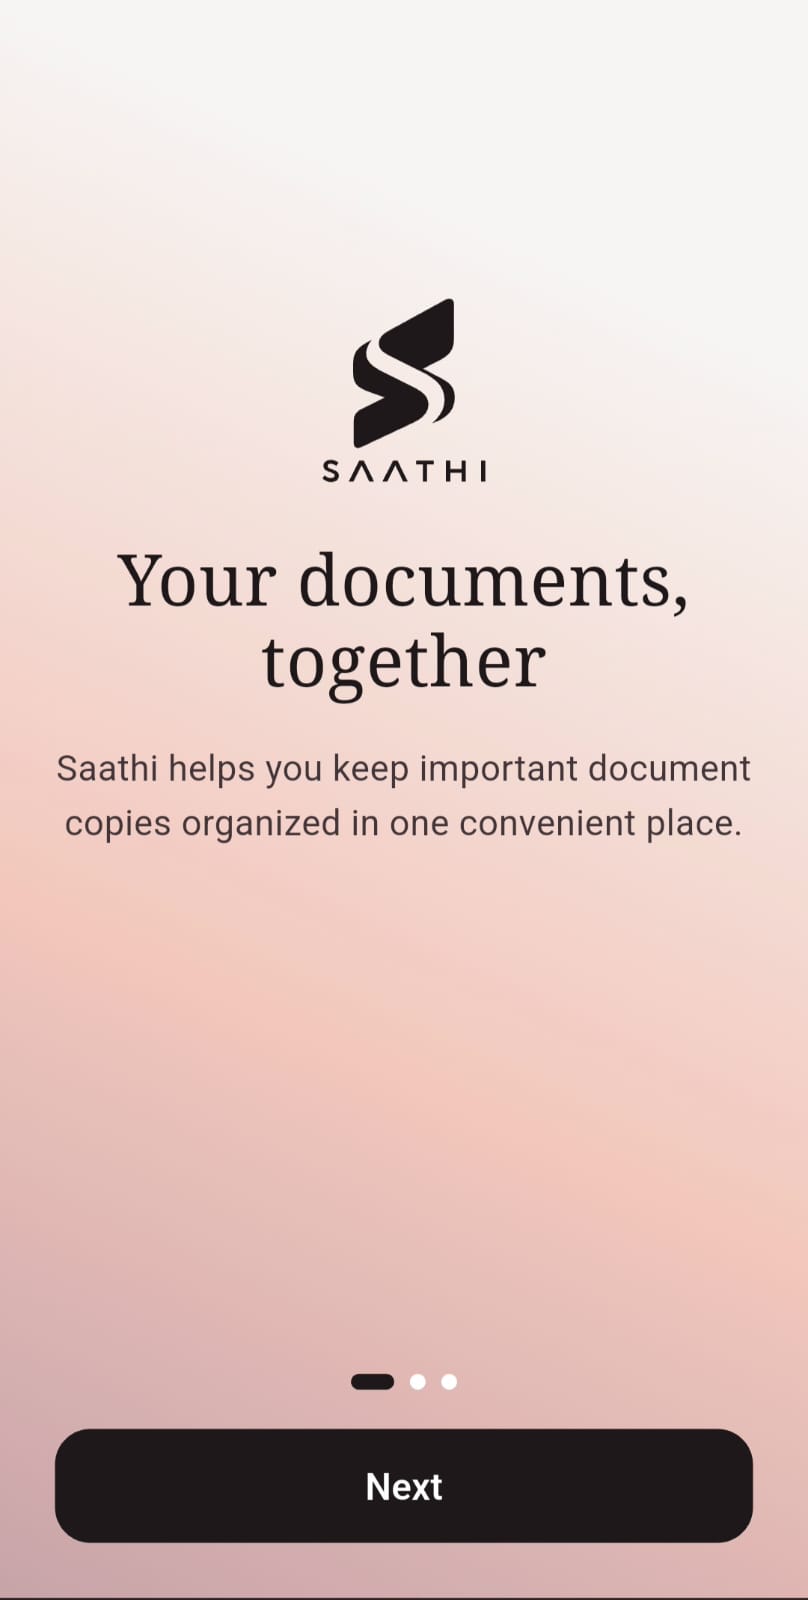 SAATHI
Your documents,
together
Saathi helps you keep important document
copies organized in one convenient place.
Next